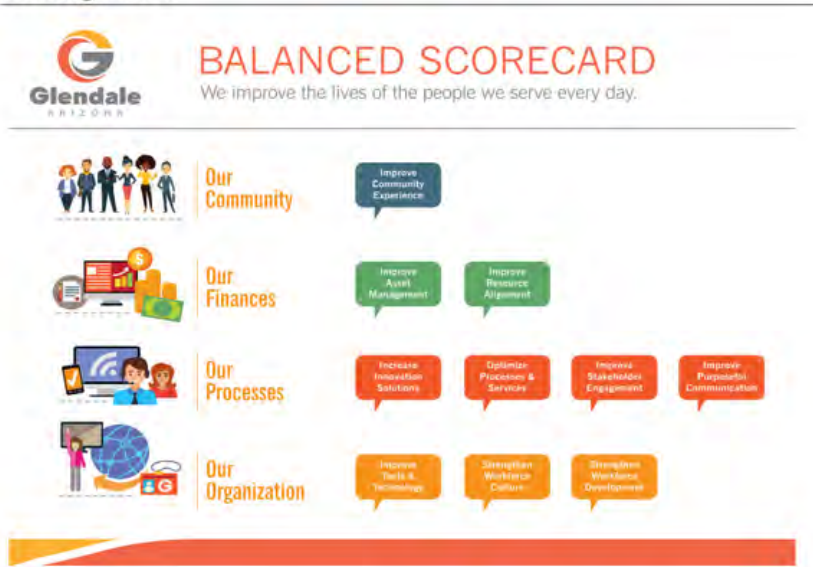 Glendale
ARIZONA
BALANCED SCORECARD
We improve the lives of the people we serve every day.
Our
Community
Improve
Community
Experience
Our
Finances
$
Improve
Asset
Management
Improve
Resource
Alignment
Our
Processes
Increase
Innovation
Solutions
Optimize
Processes &
Services
Improve
Stakeholder
Engagement
Improve
Purposeful
Communication
Our
Organization
G
Improve
Tools &
Technology
Strengthen
Workforce
Culture
Strengthen
Workforce
Development